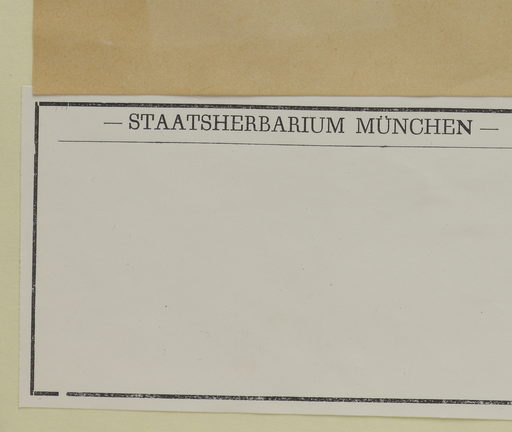 — STAATSHERBARIUM MÜNCHEN —